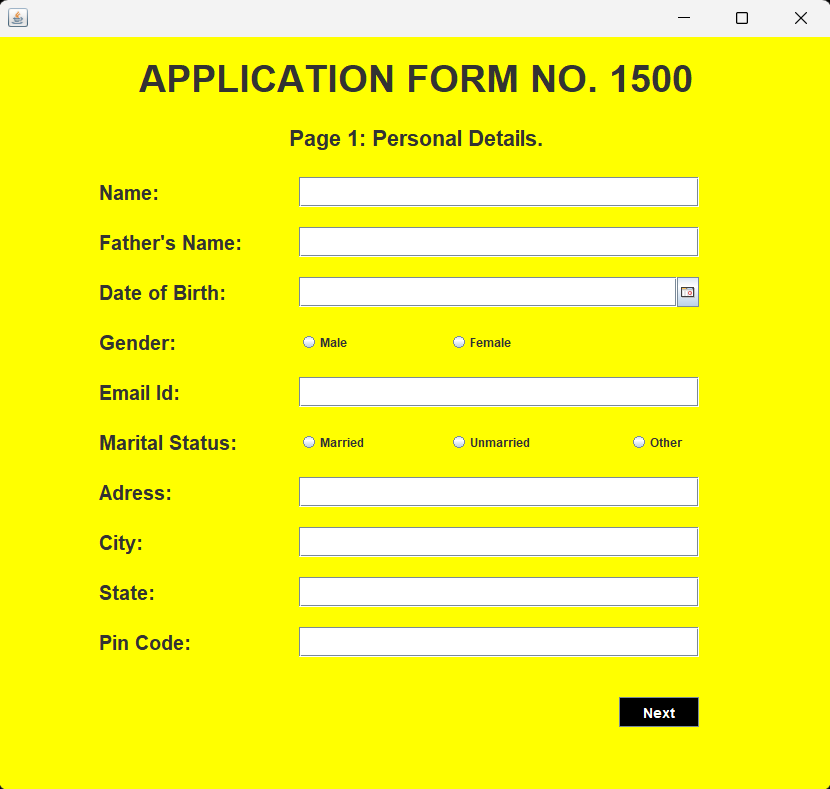 APPLICATION FORM NO. 1500
Page 1: Personal Details.
Name:
Father's Name:
Date of Birth:
Gender: Male Female
Email Id:
Marital Status: Married Unmarried Other
Adress:
City:
State:
Pin Code:
Next